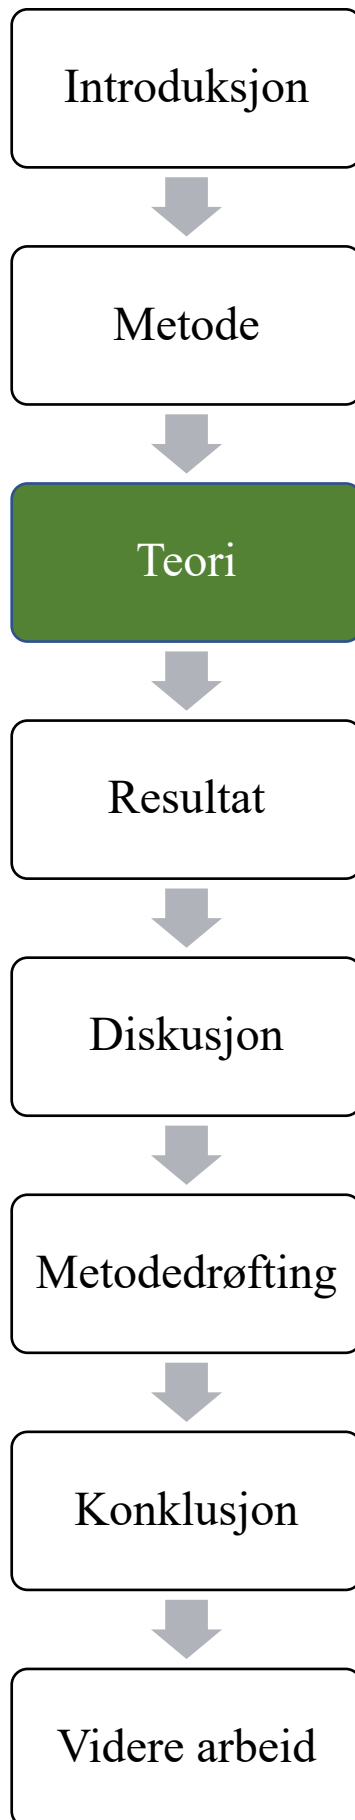 Introduksjon
Metode
Teori
Resultat
Diskusjon
Metodedrøfting
Konklusjon
Videre arbeid